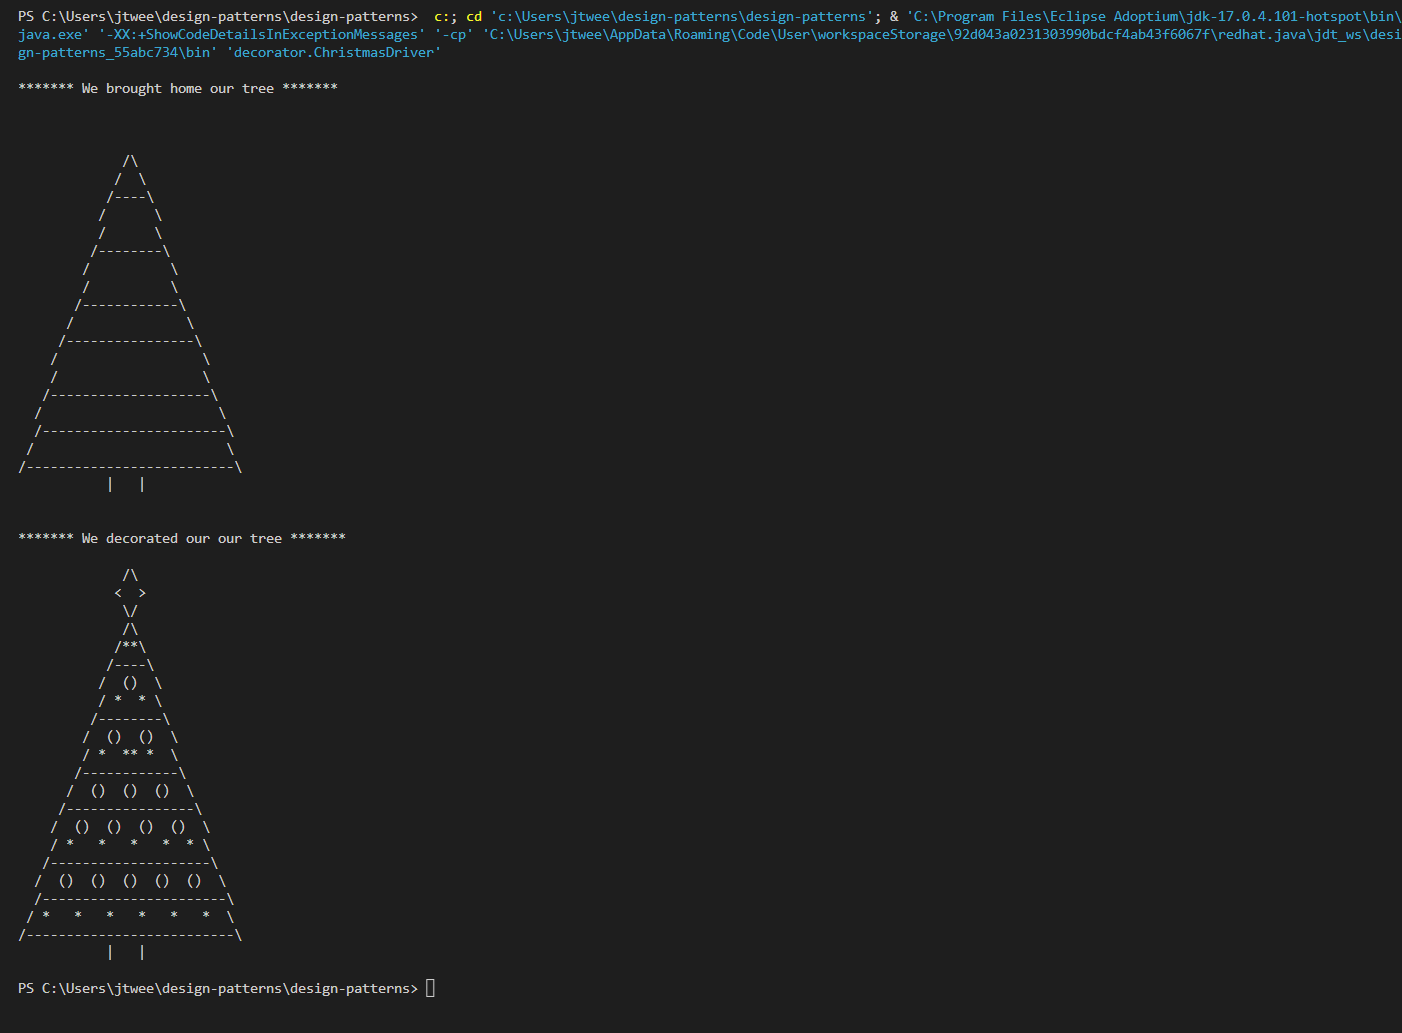 PS C:\Users\jtwee\design-patterns\design-patterns>  c:; cd 'c:\Users\jtwee\design-patterns\design-patterns'; & 'C:\Program Files\Eclipse Adoptium\jdk-17.0.4.101-hotspot\bin\
java.exe' '-XX:+ShowCodeDetailsInExceptionMessages' '-cp' 'C:\Users\jtwee\AppData\Roaming\Code\User\workspaceStorage\92d043a0231303990bdcf4ab43f6067f\redhat.java\jdt_ws\desi
gn-patterns_55abc734\bin' 'decorator.ChristmasDriver'

******* We brought home our tree *******



             /\
            /  \
           /----\
          /      \
          /      \
         /--------\
        /          \
        /          \
       /------------\
      /              \
     /----------------\
    /                  \
    /                  \
   /--------------------\
  /                      \
  /-----------------------\
 /                        \
/--------------------------\
           |   |


******* We decorated our our tree *******

             /\
            <  >
             \/
             /\
            /**\
           /----\
          /  ()  \
          / *  * \
         /--------\
        /  ()  ()  \
        / *  ** *  \
       /------------\
      /  ()  ()  ()  \
     /----------------\
    /  ()  ()  ()  ()  \
    / *   *   *   *  * \
   /--------------------\
  /  ()  ()  ()  ()  ()  \
  /-----------------------\
 / *   *   *   *   *   *  \
/--------------------------\
           |   |

PS C:\Users\jtwee\design-patterns\design-patterns>